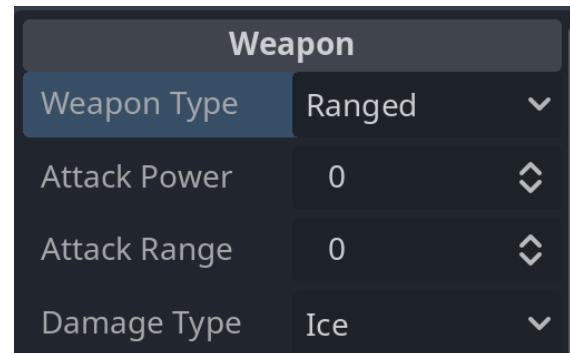 Weapon
Weapon Type Ranged
Attack Power 0
Attack Range 0
Damage Type Ice